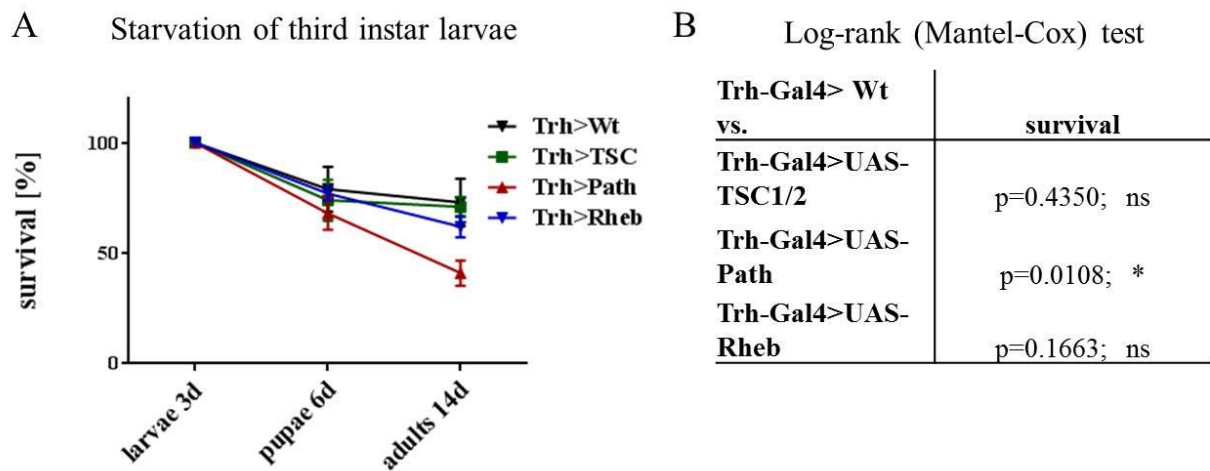 A
Starvation of third instar larvae
survival [%]
100
50
0
larvae 3d
pupae 6d
adults 14d
Trh>Wt
Trh>TSC
Trh>Path
Trh>Rheb
B
Log-rank (Mantel-Cox) test
Trh-Gal4> Wt
vs.
survival
Trh-Gal4>UAS-
TSC1/2
p=0.4350; ns
Trh-Gal4>UAS-
Path
p=0.0108; *
Trh-Gal4>UAS-
Rheb
p=0.1663; ns